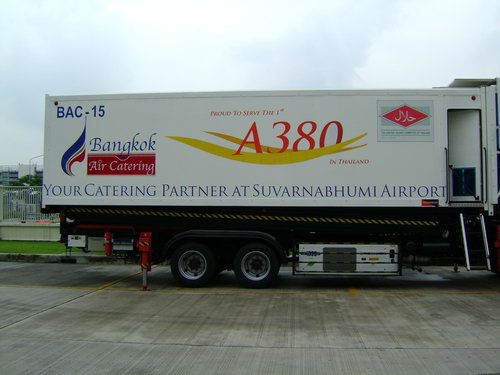 BAC-15
Bangkok
Air Catering
PROUD TO SERVE THE 1st
A380
IN THAILAND
حلال
YOUR CATERING PARTNER AT SUVARNABHUMI AIRPORT